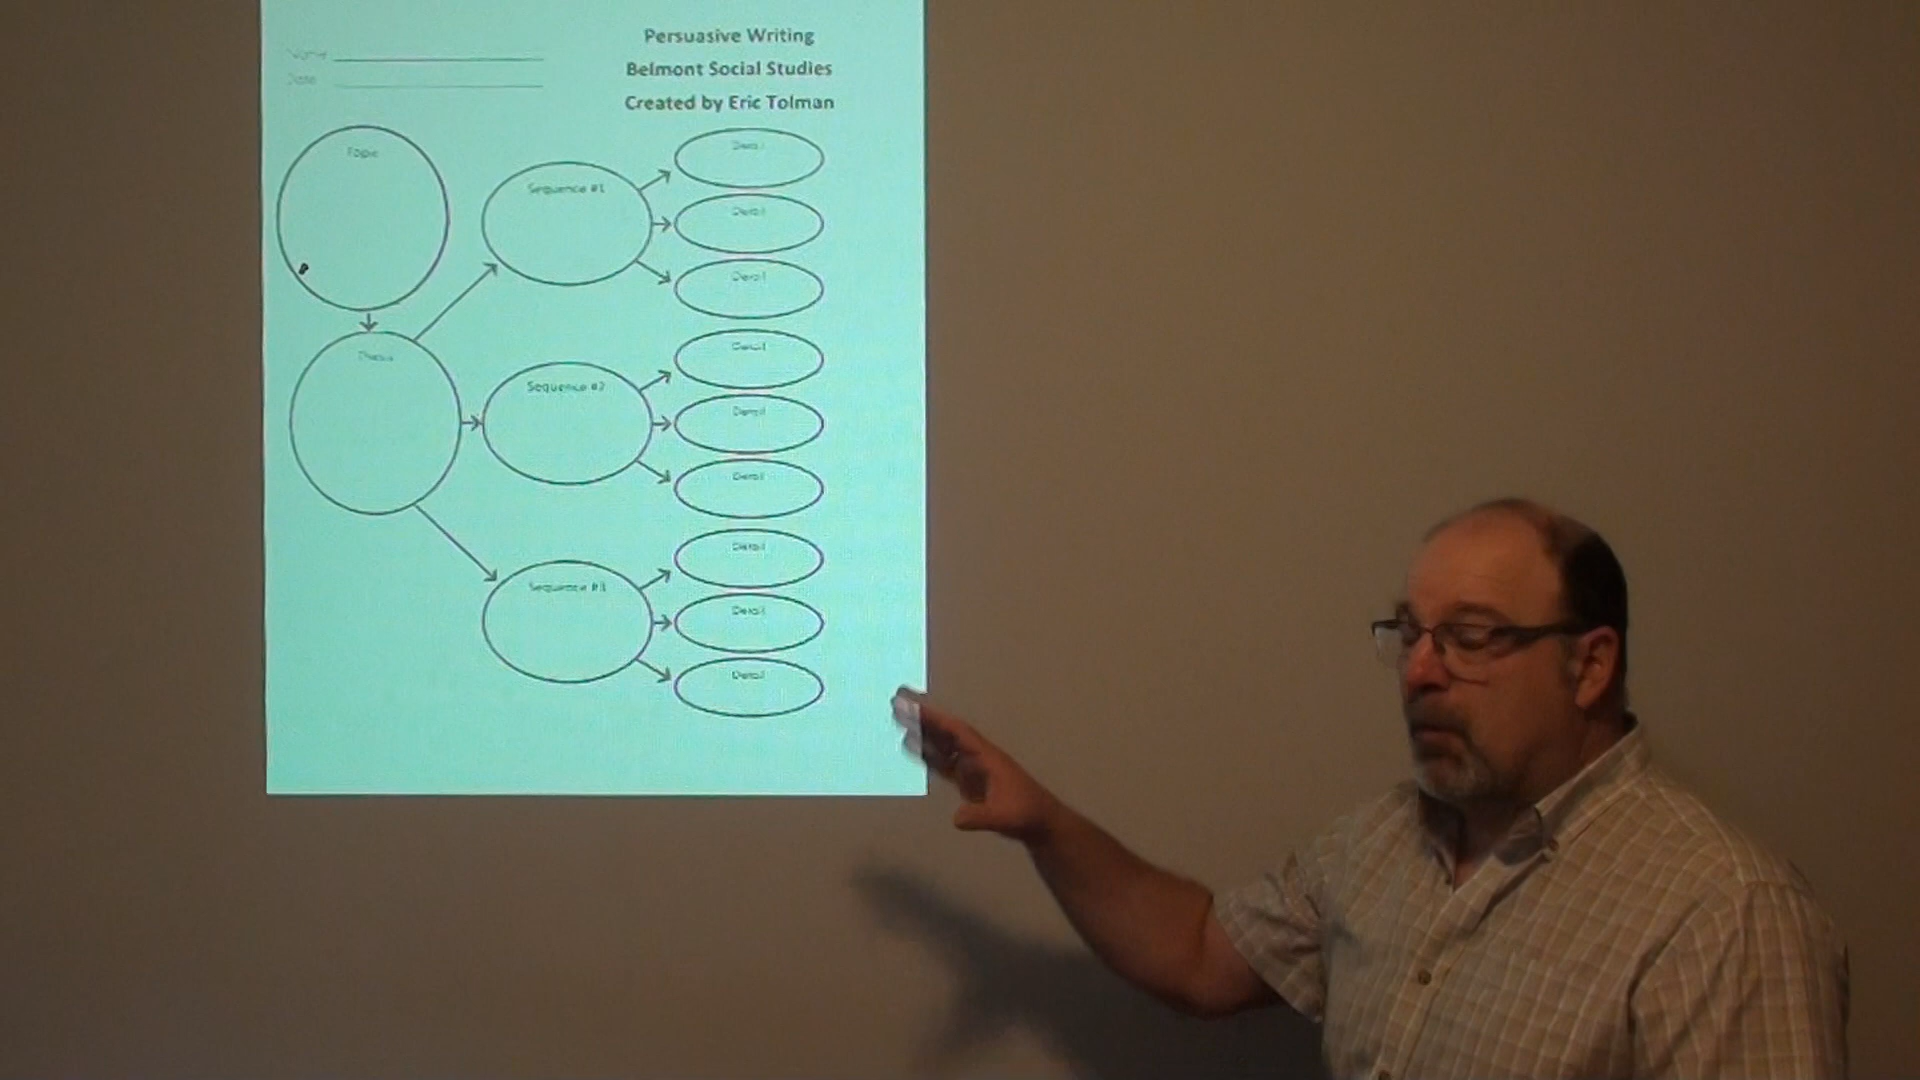 Persuasive Writing
Belmont Social Studies
Created by Eric Tolman
Name
Date
Topic
Sequence #1
Detail
Detail
Detail
Thesis
Sequence #2
Detail
Detail
Detail
Sequence #3
Detail
Detail
Detail